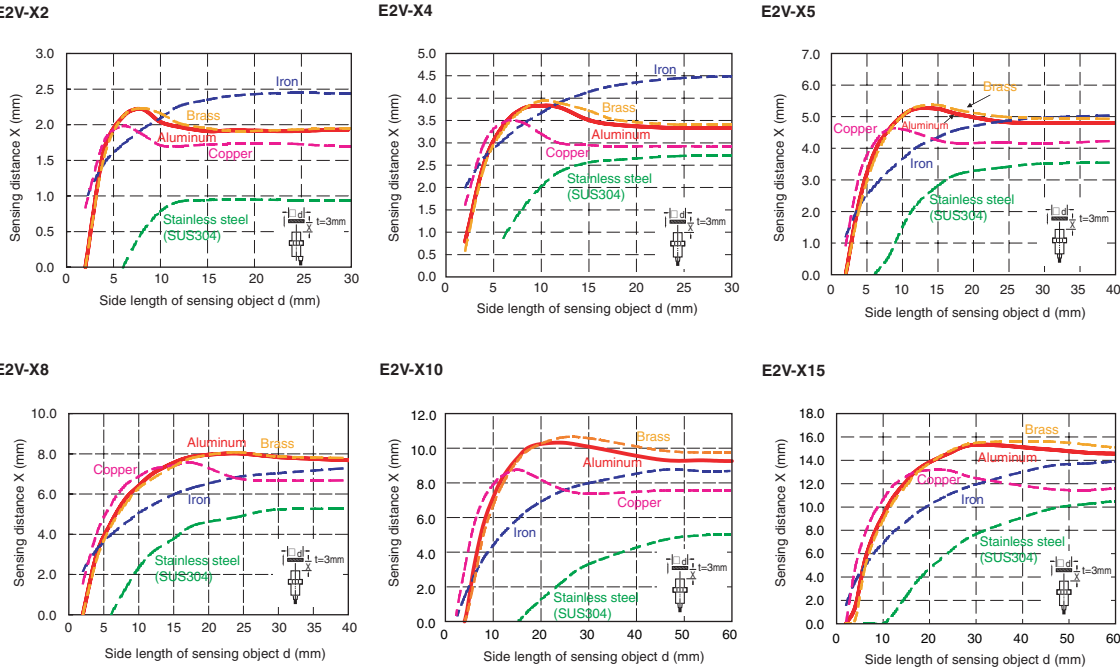 E2V-X2
3.0
2.5
2.0
1.5
1.0
0.5
0.0
0 5 10 15 20 25 30
Sensing distance X (mm)
Side length of sensing object d (mm)
Iron
Brass
Aluminum
Copper
Stainless steel
(SUS304)
□d
t=3mm
X
E2V-X4
5.0
4.5
4.0
3.5
3.0
2.5
2.0
1.5
1.0
0.5
0.0
0 5 10 15 20 25 30
Sensing distance X (mm)
Side length of sensing object d (mm)
Iron
Brass
Aluminum
Copper
Stainless steel
(SUS304)
□d
t=3mm
X
E2V-X5
7.0
6.0
5.0
4.0
3.0
2.0
1.0
0.0
0 5 10 15 20 25 30 35 40
Sensing distance X (mm)
Side length of sensing object d (mm)
Brass
Copper
Aluminum
Iron
Stainless steel
(SUS304)
□d
t=3mm
X
E2V-X8
10.0
8.0
6.0
4.0
2.0
0.0
0 5 10 15 20 25 30 35 40
Sensing distance X (mm)
Side length of sensing object d (mm)
Aluminum
Brass
Copper
Iron
Stainless steel
(SUS304)
□d
t=3mm
X
E2V-X10
12.0
10.0
8.0
6.0
4.0
2.0
0.0
0 10 20 30 40 50 60
Sensing distance X (mm)
Side length of sensing object d (mm)
Brass
Aluminum
Copper
Iron
Stainless steel
(SUS304)
□d
t=3mm
X
E2V-X15
18.0
16.0
14.0
12.0
10.0
8.0
6.0
4.0
2.0
0.0
0 10 20 30 40 50 60
Sensing distance X (mm)
Side length of sensing object d (mm)
Brass
Aluminum
Copper
Iron
Stainless steel
(SUS304)
□d
t=3mm
X